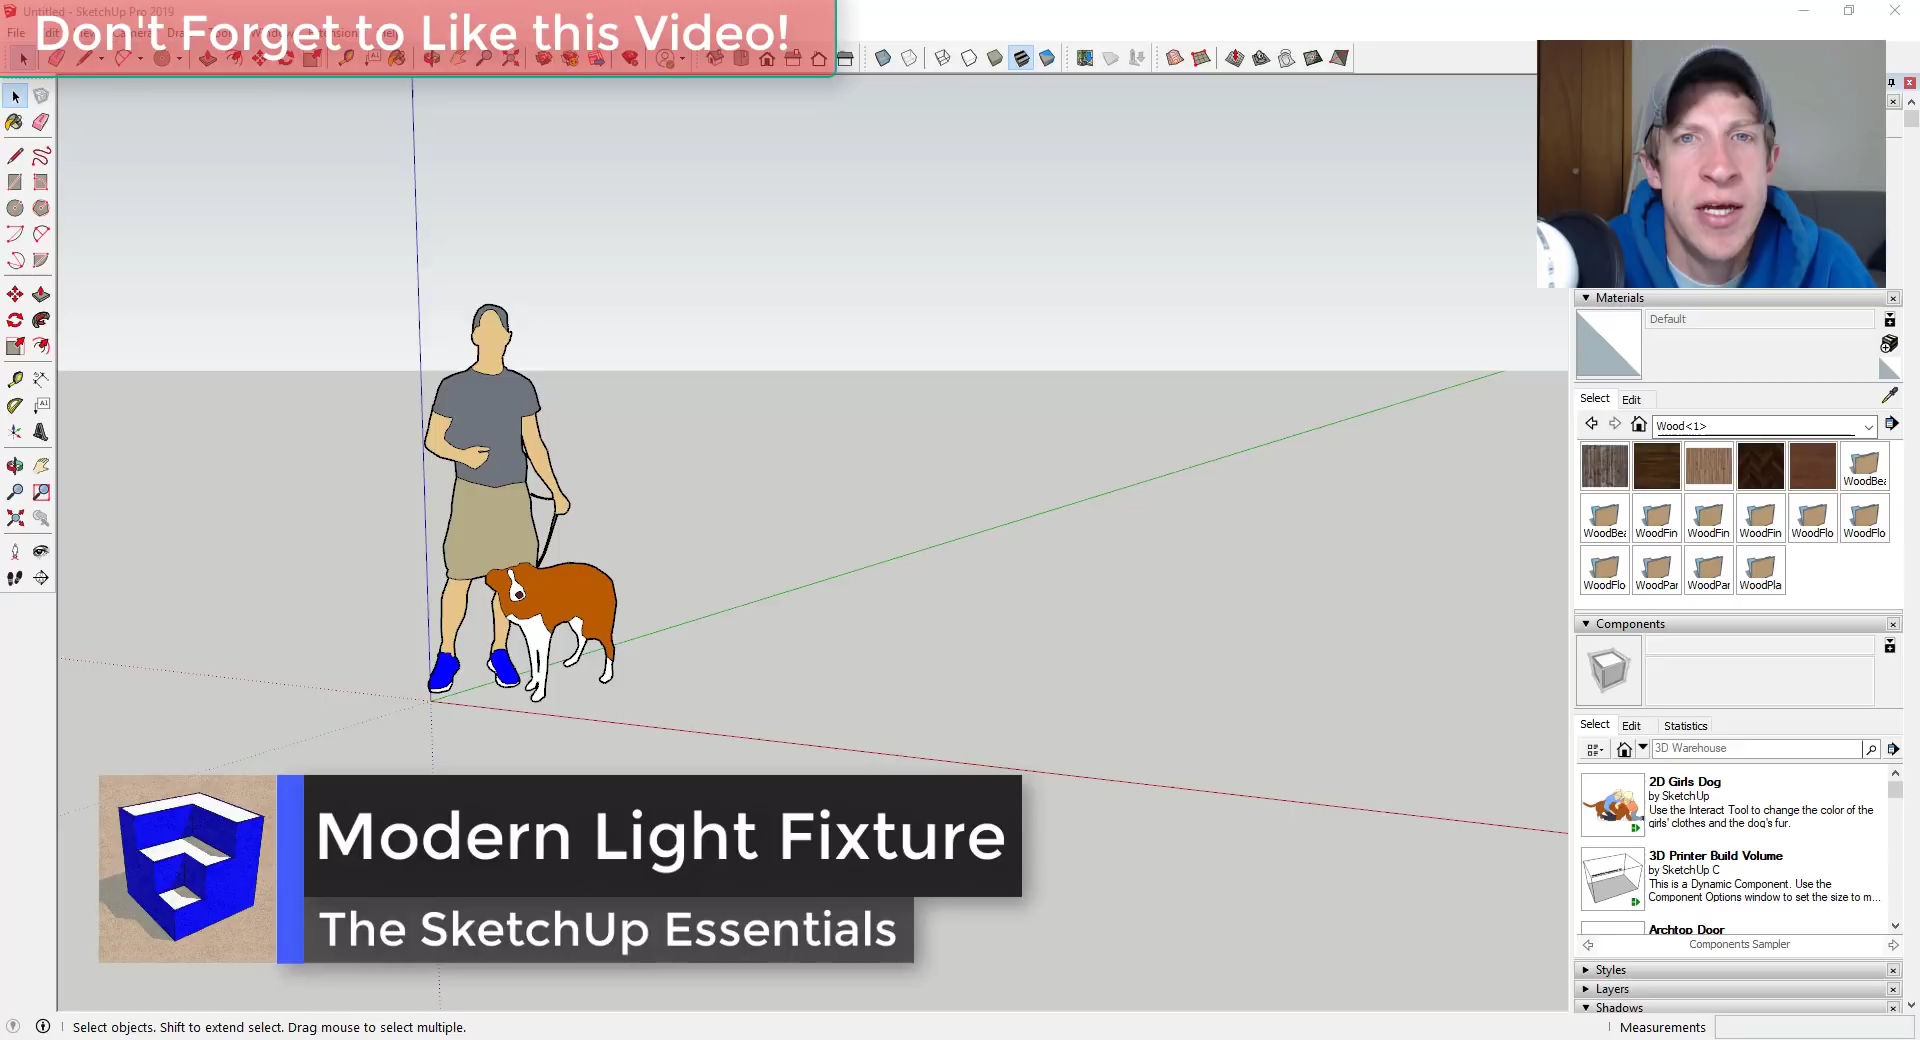 Untitled - SketchUp Pro 2019
Don't Forget to Like this Video!
File
Materials
Default
Select
Edit
Wood<1>
WoodBea
WoodBea
WoodFin
WoodFin
WoodFin
WoodFlo
WoodFlo
WoodFlo
WoodPar
WoodPar
WoodPla
Components
Select
Edit
Statistics
3D Warehouse
2D Girls Dog
by SketchUp
Use the Interact Tool to change the color of the
girls' clothes and the dog's fur.
3D Printer Build Volume
by SketchUp C
This is a Dynamic Component. Use the
Component Options window to set the size to m...
Archtop Door
Components Sampler
Styles
Layers
Shadows
Modern Light Fixture
The SketchUp Essentials
Select objects. Shift to extend select. Drag mouse to select multiple.
Measurements